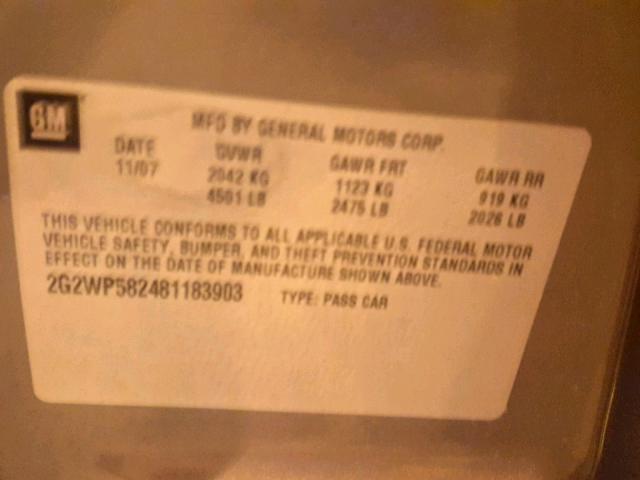 GM
MFD BY GENERAL MOTORS CORP.
DATE GVWR GAWR FRT GAWR RR
11/07 2042 KG 1123 KG 919 KG
4501 LB 2475 LB 2026 LB
THIS VEHICLE CONFORMS TO ALL APPLICABLE U.S. FEDERAL MOTOR
VEHICLE SAFETY, BUMPER, AND THEFT PREVENTION STANDARDS IN
EFFECT ON THE DATE OF MANUFACTURE SHOWN ABOVE.
2G2WP582481183903 TYPE: PASS CAR